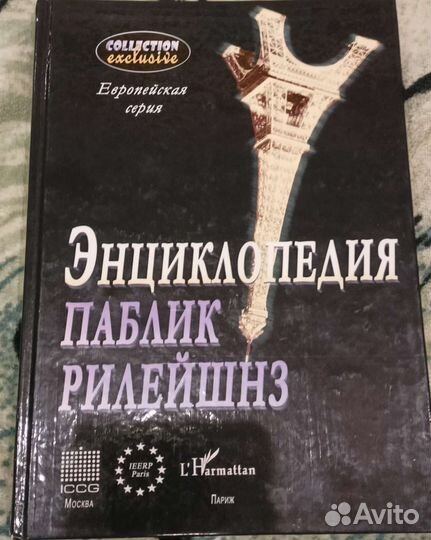 COLLECTION
exclusive
Европейская
серия
Энциклопедия
ПАБЛИК
РИЛЕЙШНЗ
ICCG
Москва
IEERP
Paris
L'Harmattan
Париж
Avito